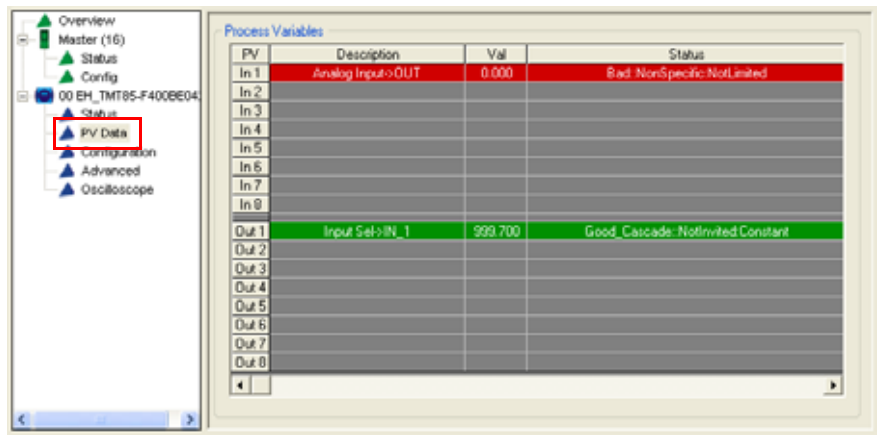 Overview
Master (16)
Status
Config
00 EH_TMT85-F400BE04
Status
PV Data
Configuration
Advanced
Oscilloscope
Process Variables
PV Description Val Status
In 1 Analog Input->OUT 0.000 Bad::NonSpecific:NotLimited
In 2
In 3
In 4
In 5
In 6
In 7
In 8
Out 1 Input Sel->IN_1 999.700 Good_Cascade::NotInvited:Constant
Out 2
Out 3
Out 4
Out 5
Out 6
Out 7
Out 8